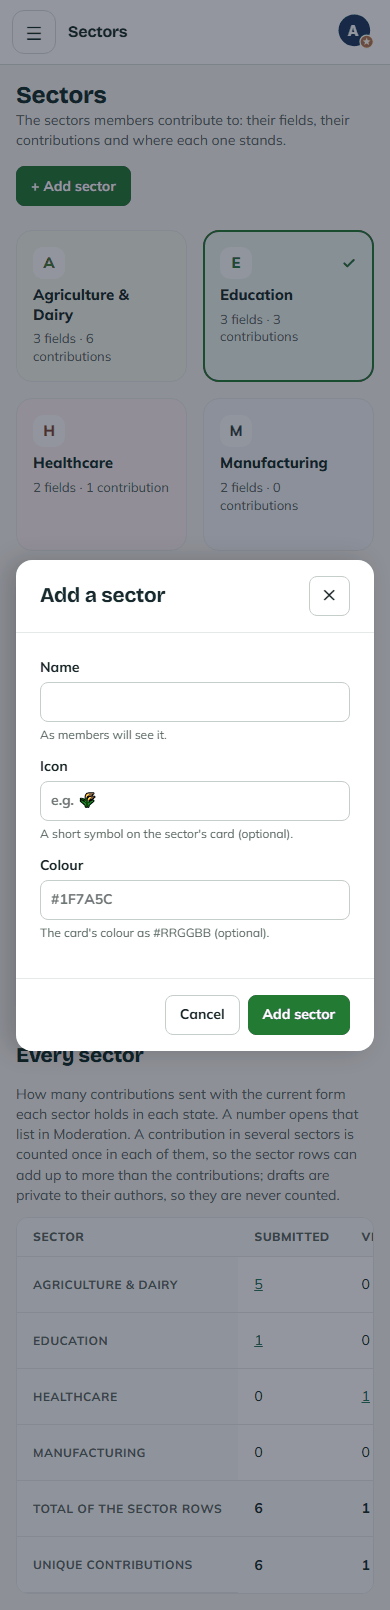 ☰ Sectors A
Sectors
The sectors members contribute to: their fields, their
contributions and where each one stands.
+ Add sector
A
Agriculture &
Dairy
3 fields · 6
contributions
E
Education
3 fields · 3
contributions
H
Healthcare
2 fields · 1 contribution
M
Manufacturing
2 fields · 0
contributions
Add a sector
Name
As members will see it.
Icon
e.g. 🌾
A short symbol on the sector's card (optional).
Colour
#1F7A5C
The card's colour as #RRGGBB (optional).
Cancel Add sector
Every sector
How many contributions sent with the current form
each sector holds in each state. A number opens that
list in Moderation. A contribution in several sectors is
counted once in each of them, so the sector rows can
add up to more than the contributions; drafts are
private to their authors, so they are never counted.
SECTOR SUBMITTED
AGRICULTURE & DAIRY 5 0
EDUCATION 1 0
HEALTHCARE 0 1
MANUFACTURING 0 0
TOTAL OF THE SECTOR ROWS 6 1
UNIQUE CONTRIBUTIONS 6 1